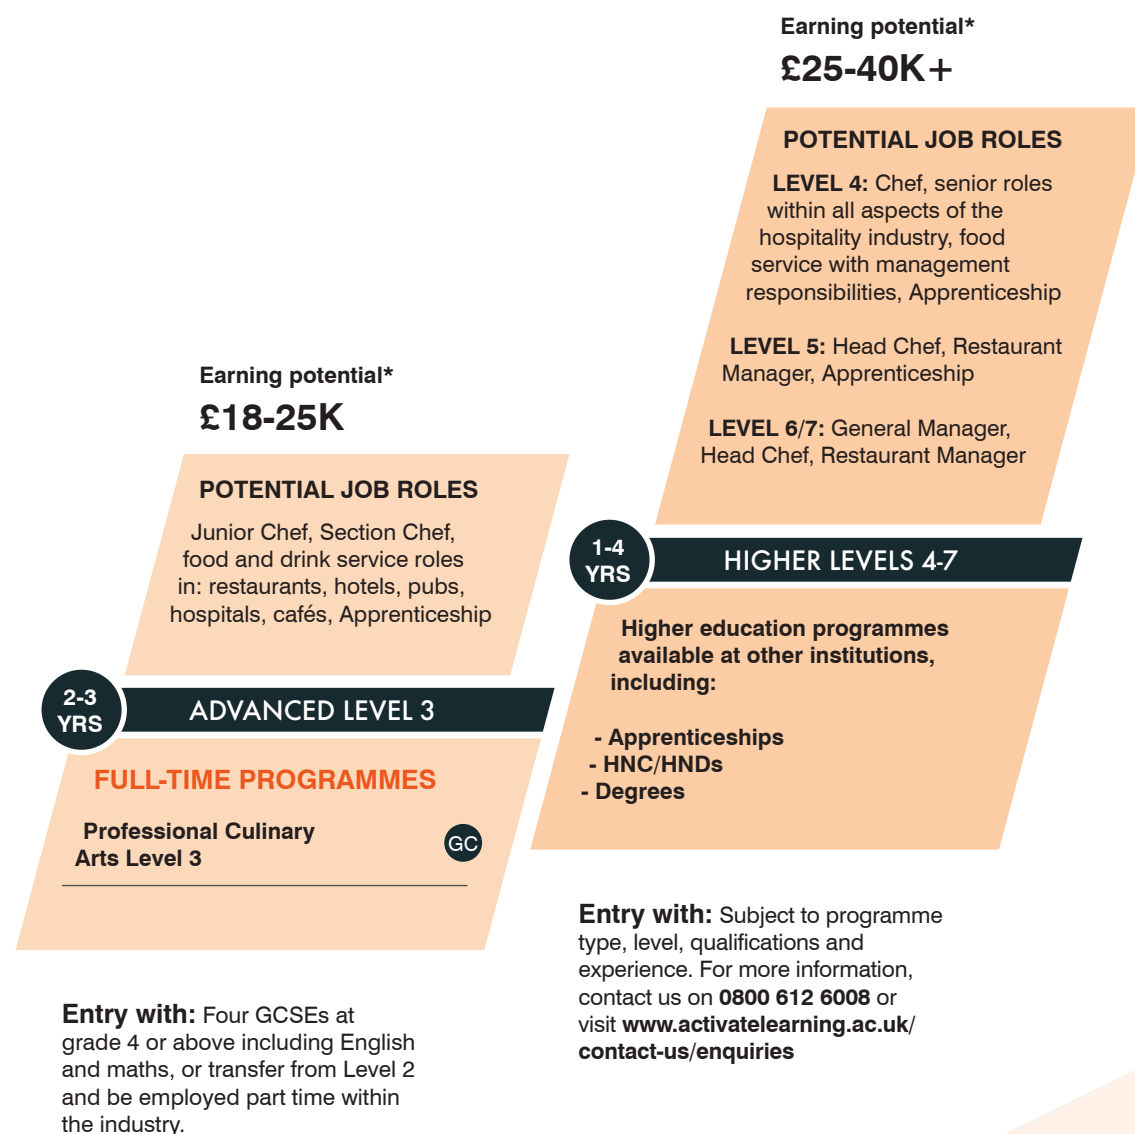 Earning potential*
£25-40K+
POTENTIAL JOB ROLES
LEVEL 4: Chef, senior roles
within all aspects of the
hospitality industry, food
service with management
responsibilities, Apprenticeship
LEVEL 5: Head Chef, Restaurant
Manager, Apprenticeship
LEVEL 6/7: General Manager,
Head Chef, Restaurant Manager
1-4
YRS
HIGHER LEVELS 4-7
Higher education programmes
available at other institutions,
including:
- Apprenticeships
- HNC/HNDs
- Degrees
Entry with: Subject to programme
type, level, qualifications and
experience. For more information,
contact us on 0800 612 6008 or
visit www.activatelearning.ac.uk/
contact-us/enquiries
Earning potential*
£18-25K
POTENTIAL JOB ROLES
Junior Chef, Section Chef,
food and drink service roles
in: restaurants, hotels, pubs,
hospitals, cafés, Apprenticeship
2-3
YRS
ADVANCED LEVEL 3
FULL-TIME PROGRAMMES
Professional Culinary
Arts Level 3
GC
Entry with: Four GCSEs at
grade 4 or above including English
and maths, or transfer from Level 2
and be employed part time within
the industry.